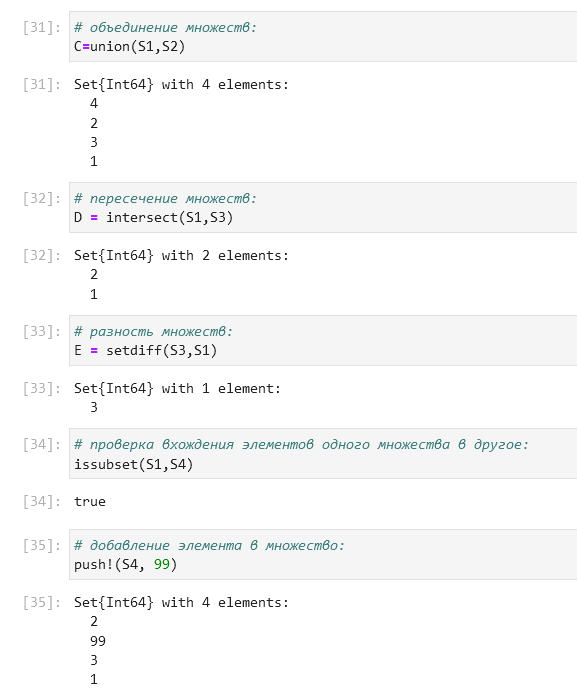 [31]: # объединение множеств:
C=union(S1,S2)
[31]: Set{Int64} with 4 elements:
4
2
3
1
[32]: # пересечение множеств:
D = intersect(S1,S3)
[32]: Set{Int64} with 2 elements:
2
1
[33]: # разность множеств:
E = setdiff(S3,S1)
[33]: Set{Int64} with 1 element:
3
[34]: # проверка вхождения элементов одного множества в другое:
issubset(S1,S4)
[34]: true
[35]: # добавление элемента в множество:
push!(S4, 99)
[35]: Set{Int64} with 4 elements:
2
99
3
1